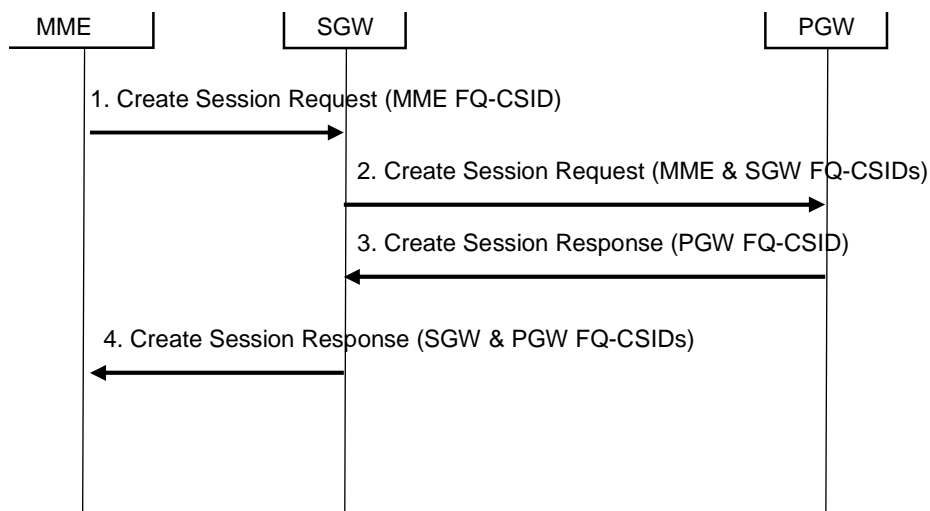 MME SGW PGW
1. Create Session Request (MME FQ-CSID)
2. Create Session Request (MME & SGW FQ-CSIDs)
3. Create Session Response (PGW FQ-CSID)
4. Create Session Response (SGW & PGW FQ-CSIDs)